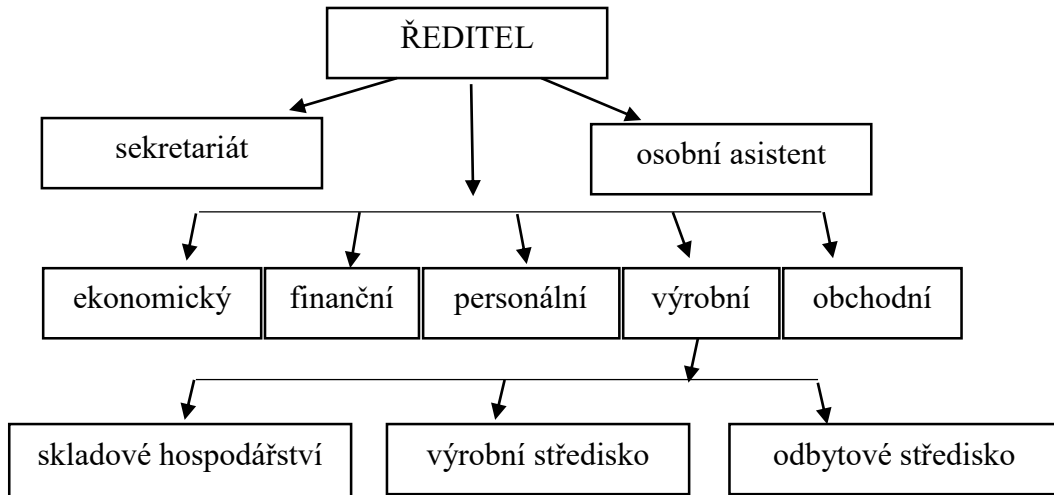 ŘEDITEL
sekretariát
osobní asistent
ekonomický
finanční
personální
výrobní
obchodní
skladové hospodářství
výrobní středisko
odbytové středisko